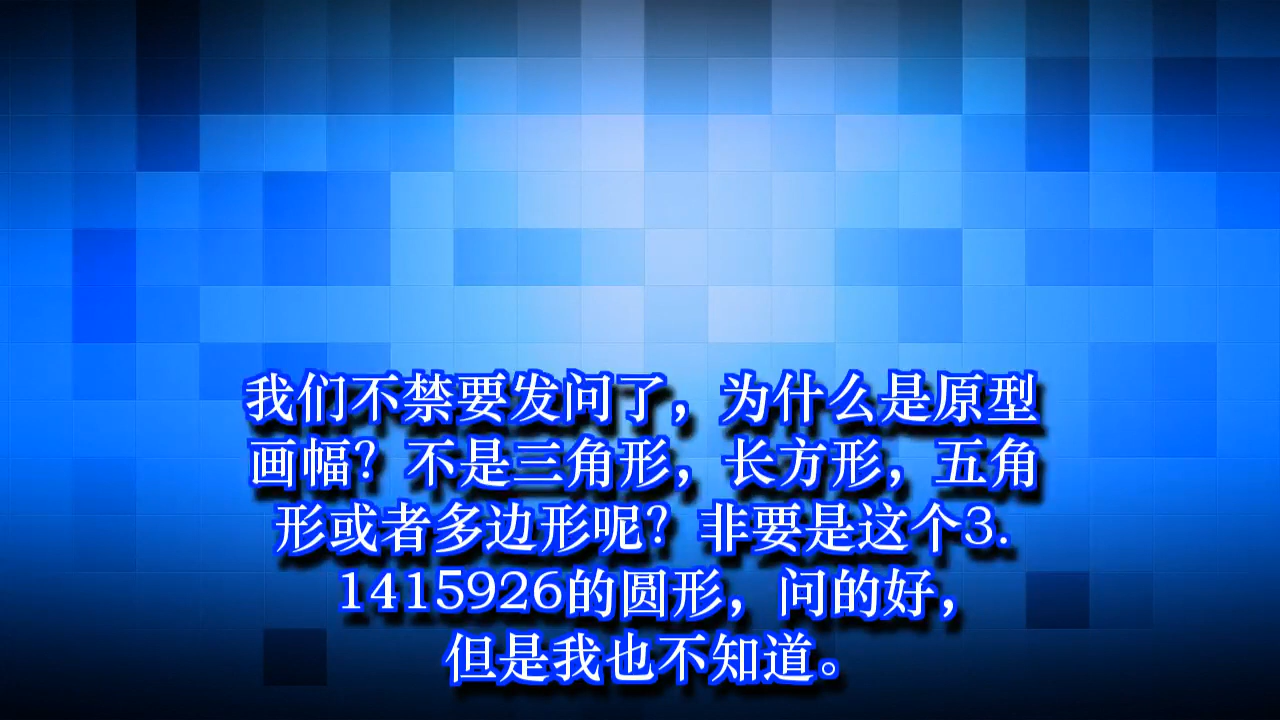 我们不禁要发问了，为什么是原型
画幅？不是三角形，长方形，五角
形或者多边形呢？非要是这个3.
1415926的圆形，问的好，
但是我也不知道。